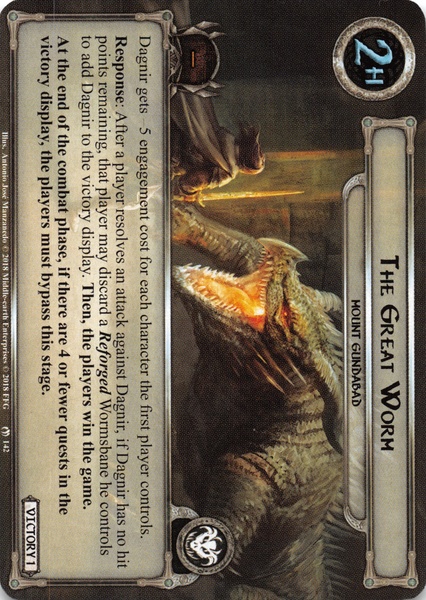 2H
THE GREAT WORM
MOUNT GUNDABAD
–
Dagnir gets –5 engagement cost for each character the first player controls.
Response: After a player resolves an attack against Dagnir, if Dagnir has no hit
points remaining, that player may discard a Reforged Wormsbane he controls
to add Dagnir to the victory display. Then, the players win the game.
At the end of the combat phase, if there are 4 or fewer quests in the
victory display, the players must bypass this stage.
VICTORY 1
Illus. Antonio José Manzanedo © 2018 Middle-earth Enterprises © 2018 FFG
142